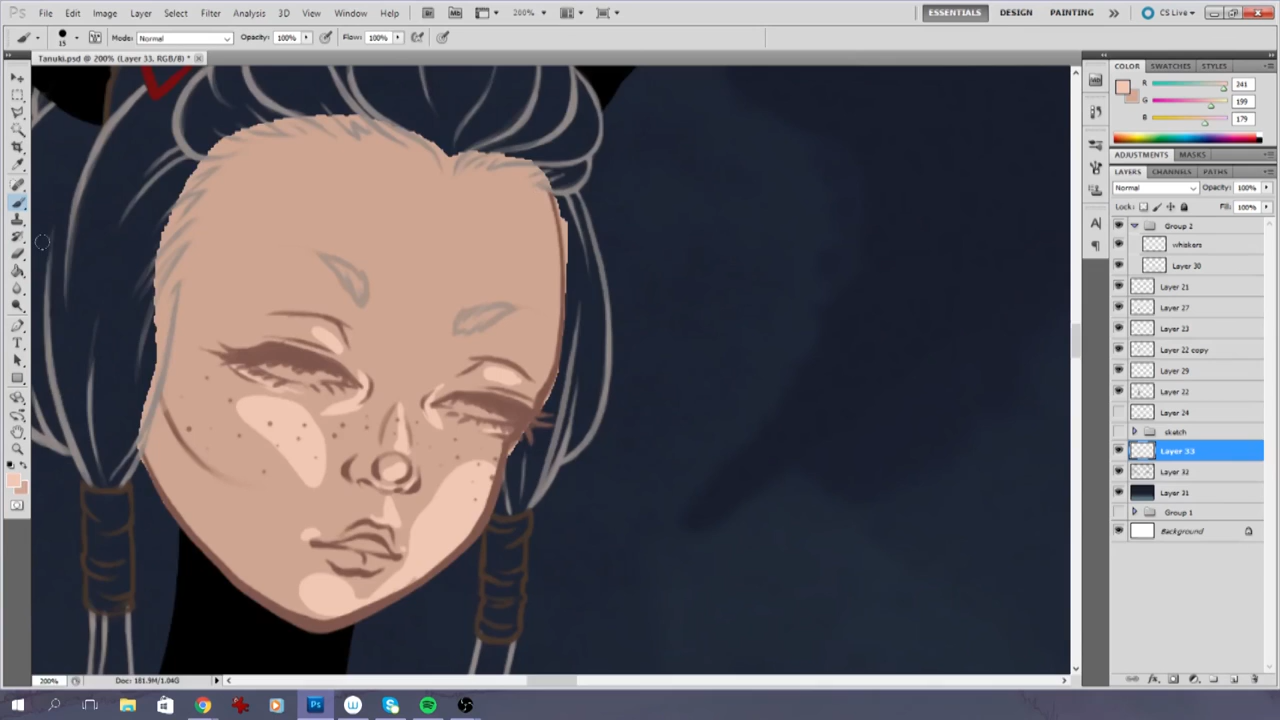 Ps File Edit Image Layer Select Filter Analysis 3D View Window Help Br Mb 200% ESSENTIALS DESIGN PAINTING CS Live
15 Mode: Normal Opacity: 100% Flow: 100%
Tanuki.psd @ 200% (Layer 33, RGB/8) *
COLOR SWATCHES STYLES
R 241
G 199
B 179
ADJUSTMENTS MASKS
LAYERS CHANNELS PATHS
Normal Opacity: 100%
Lock: Fill: 100%
Group 2
whiskers
Layer 30
Layer 21
Layer 27
Layer 23
Layer 22 copy
Layer 29
Layer 22
Layer 24
sketch
Layer 33
Layer 32
Layer 31
Group 1
Background
200% Doc: 181.9M/1.04G